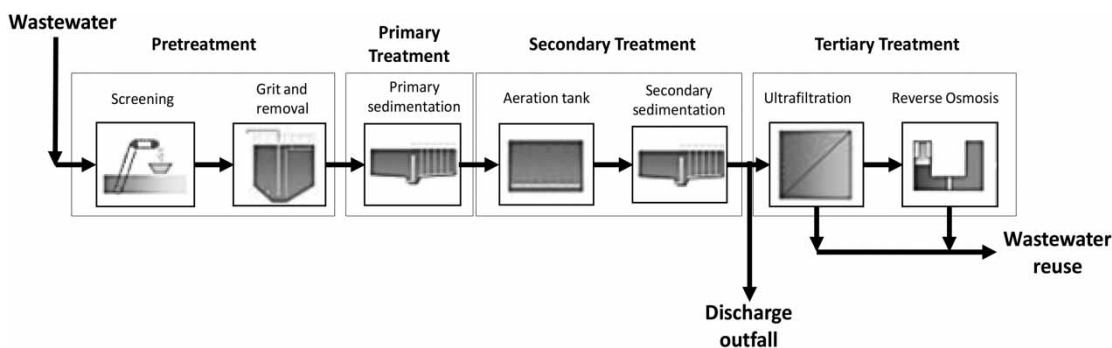 Wastewater
Pretreatment
Primary
Treatment
Secondary Treatment
Tertiary Treatment
Screening
Grit and
removal
Primary
sedimentation
Aeration tank
Secondary
sedimentation
Ultrafiltration
Reverse Osmosis
Wastewater
reuse
Discharge
outfall